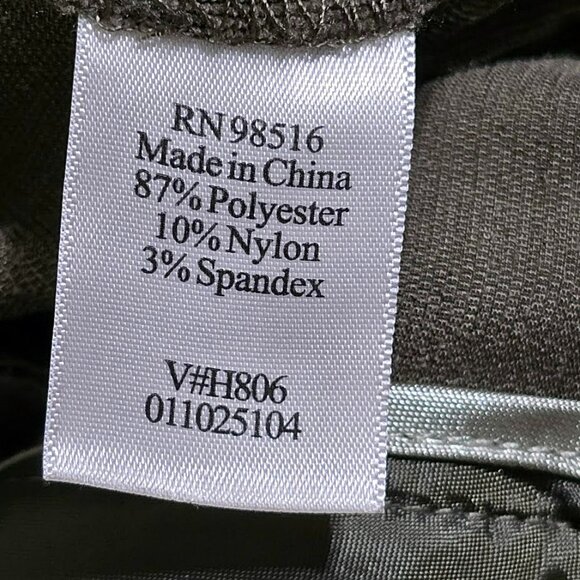 RN 98516
Made in China
87% Polyester
10% Nylon
3% Spandex
V#H806
011025104